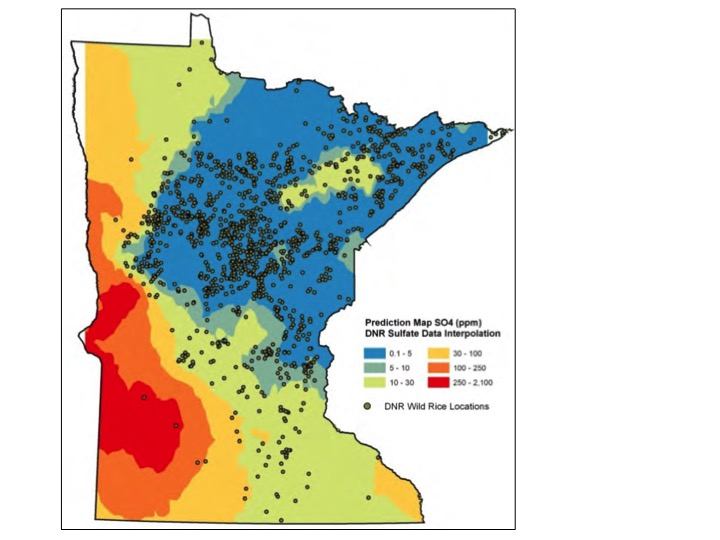 Prediction Map SO4 (ppm)
DNR Sulfate Data Interpolation
0.1 - 5
30 - 100
5 - 10
100 - 250
10 - 30
250 - 2,100
DNR Wild Rice Locations